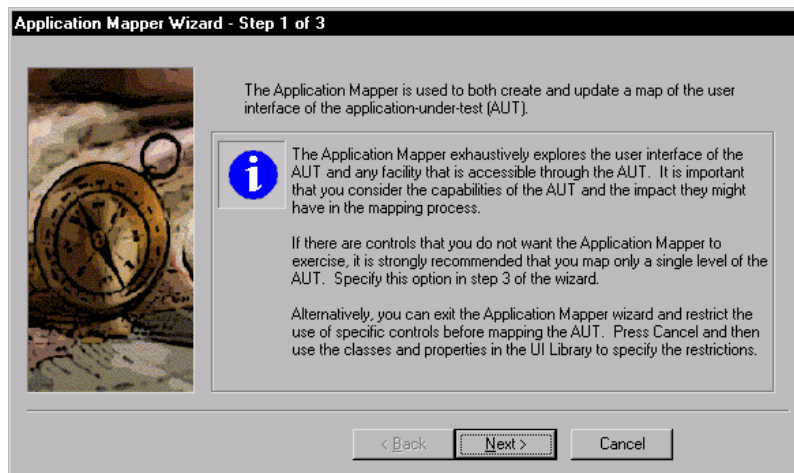 Application Mapper Wizard - Step 1 of 3
The Application Mapper is used to both create and update a map of the user
interface of the application-under-test (AUT).
i
The Application Mapper exhaustively explores the user interface of the
AUT and any facility that is accessible through the AUT. It is important
that you consider the capabilities of the AUT and the impact they might
have in the mapping process.
If there are controls that you do not want the Application Mapper to
exercise, it is strongly recommended that you map only a single level of the
AUT. Specify this option in step 3 of the wizard.
Alternatively, you can exit the Application Mapper wizard and restrict the
use of specific controls before mapping the AUT. Press Cancel and then
use the classes and properties in the UI Library to specify the restrictions.
< Back Next > Cancel